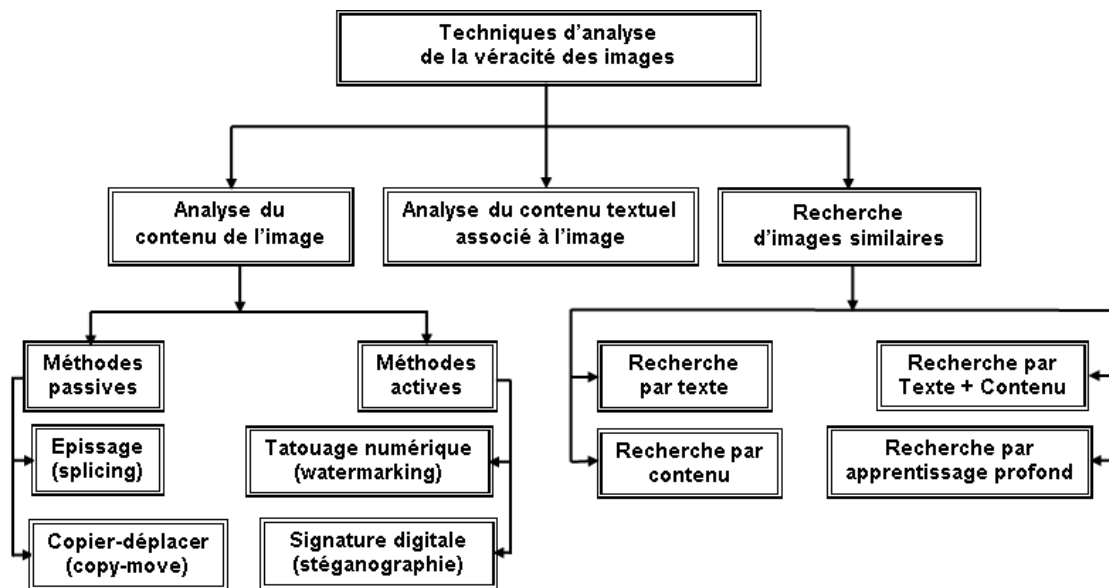 Techniques d'analyse
de la véracité des images
Analyse du
contenu de l'image
Analyse du contenu textuel
associé à l'image
Recherche
d'images similaires
Méthodes
passives
Méthodes
actives
Recherche
par texte
Recherche par
Texte + Contenu
Epissage
(splicing)
Tatouage numérique
(watermarking)
Recherche par
contenu
Recherche par
apprentissage profond
Copier-déplacer
(copy-move)
Signature digitale
(stéganographie)